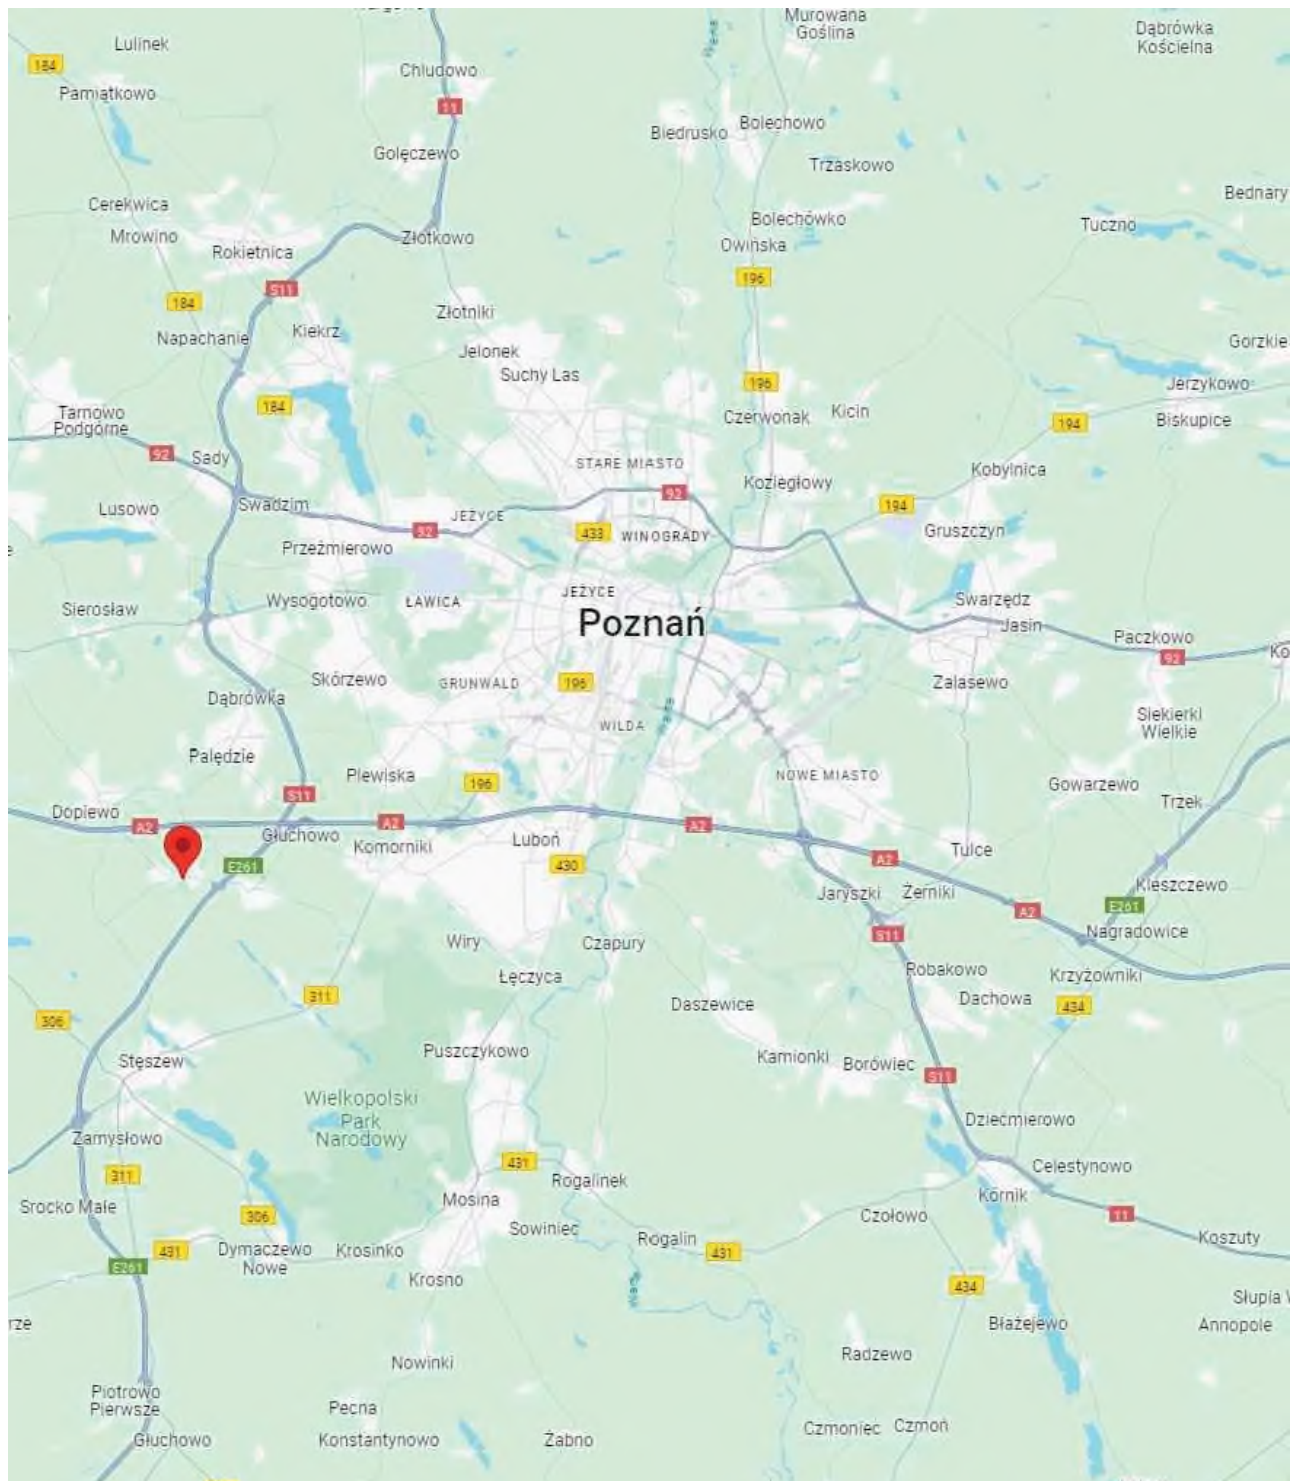 Murowana
Goślina
Dąbrówka
Kościelna
Lulinek
184
Chludowo
Pamiątkowo
11
Bolechowo
Biedrusko
Golęczewo
Trzaskowo
Bednary
Cerekwica
Bolechówko
Tuczno
Mrowino
Złotkowo
Owińska
Rokietnica
196
S11
184
Złotniki
Kiekrz
Napachanie
Gorzkie
Jelonek
Suchy Las
196
Jerzykowo
184
Kicin
Tarnowo
Podgórne
Czerwonak
194
Biskupice
92
Sady
STARE MIASTO
Kobylnica
Koziegłowy
92
Swadzim
194
Lusowo
JEŻYCE
92
433
WINOGRADY
Gruszczyn
Przeźmierowo
JEŻYCE
Wysogotowo
ŁAWICA
Swarzędz
Sierosław
Poznań
Jasin
Paczkowo
92
Ko
Skórzewo
GRUNWALD
196
Zalasewo
Dąbrówka
Warta
Siekierki
Wielkie
WILDA
Palędzie
Plewiska
196
NOWE MIASTO
Gowarzewo
S11
Trzek
Dopiewo
A2
A2
A2
Głuchowo
Komorniki
Luboń
Tulce
E261
430
A2
Kleszczewo
Jaryszki
Żerniki
E261
A2
S11
Nagradowice
Wiry
Czapury
Łęczyca
Robakowo
Krzyżowniki
311
Daszewice
Dachowa
434
306
Puszczykowo
Stęszew
Kamionki
Borówiec
S11
Wielkopolski
Park
Narodowy
Dziećmierowo
Zamysłowo
431
Celestynowo
311
Rogalinek
Mosina
Kórnik
Srocko Małe
306
Sowiniec
Czołowo
11
Rogalin
Koszuty
431
Dymaczewo
Nowe
Krosinko
431
E261
Krosno
434
Warta
Słupia W
rze
Błażejewo
Annopole
Radzewo
Nowinki
Piotrowo
Pierwsze
Pecna
Czmoniec
Czmoń
Głuchowo
Konstantynowo
Żabno